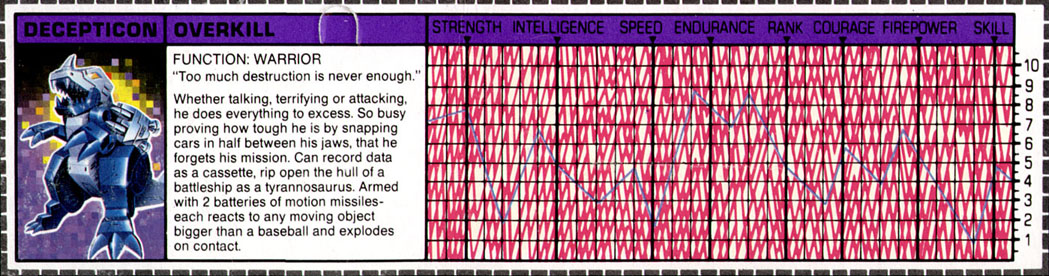 DECEPTICON OVERKILL
STRENGTH INTELLIGENCE SPEED ENDURANCE RANK COURAGE FIREPOWER SKILL
FUNCTION: WARRIOR
“Too much destruction is never enough.”
Whether talking, terrifying or attacking,
he does everything to excess. So busy
proving how tough he is by snapping
cars in half between his jaws, that he
forgets his mission. Can record data
as a cassette, rip open the hull of a
battleship as a tyrannosaurus. Armed
with 2 batteries of motion missiles-
each reacts to any moving object
bigger than a baseball and explodes
on contact.
10
9
8
7
6
5
4
3
2
1